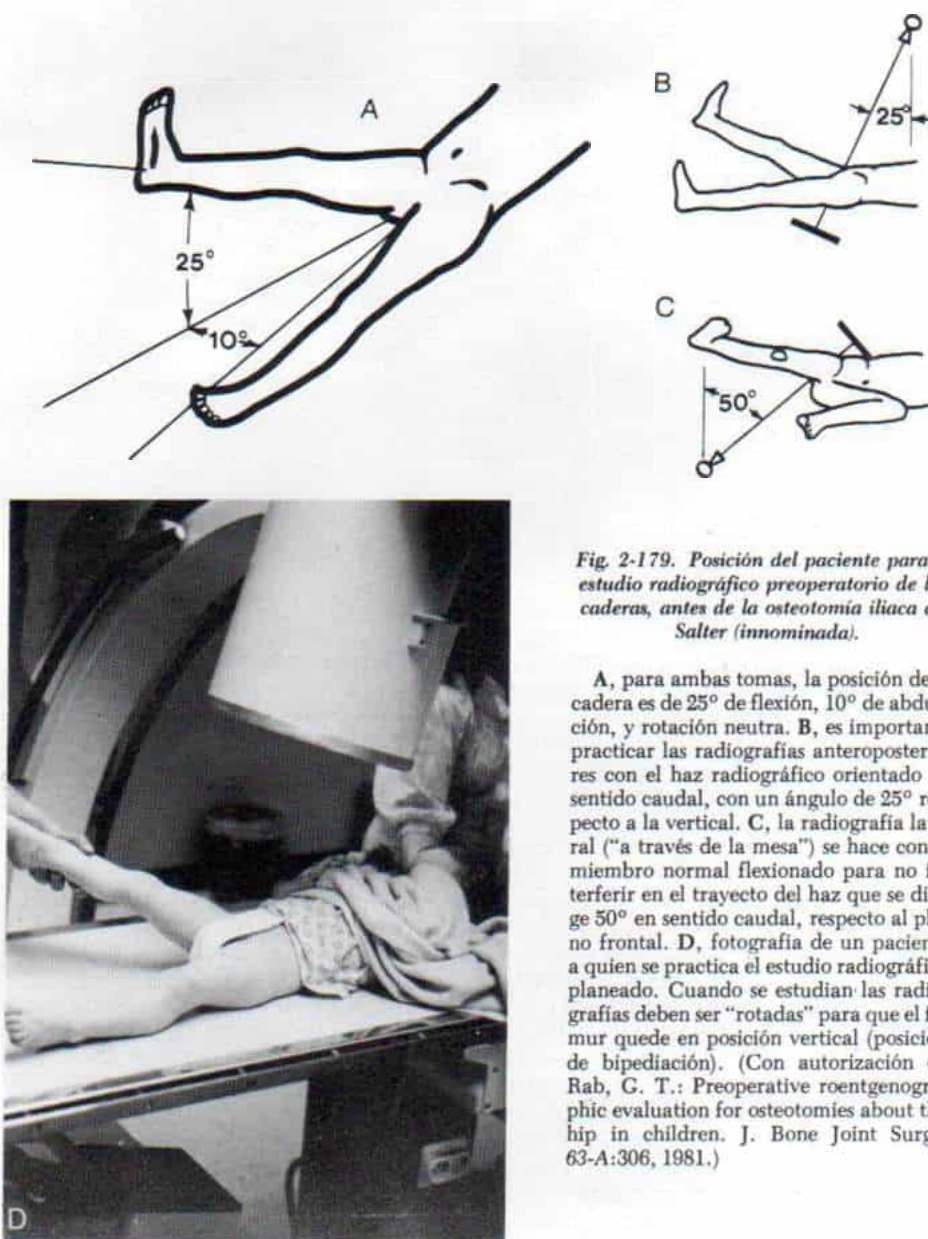 A
25°
10°
B
25°
C
50°
D
Fig. 2-179. Posición del paciente para
estudio radiográfico preoperatorio de l
caderas, antes de la osteotomía iliaca
Salter (innominada).
A, para ambas tomas, la posición de
cadera es de 25° de flexión, 10° de abdu
ción, y rotación neutra. B, es importan
practicar las radiografías anteroposter
res con el haz radiográfico orientado
sentido caudal, con un ángulo de 25° re
pecto a la vertical. C, la radiografía la
ral ("a través de la mesa") se hace con
miembro normal flexionado para no i
terferir en el trayecto del haz que se di
ge 50° en sentido caudal, respecto al pl
no frontal. D, fotografía de un pacien
a quien se practica el estudio radiográfi
planeado. Cuando se estudian las radi
grafías deben ser "rotadas" para que el f
mur quede en posición vertical (posici
de bipediación). (Con autorización
Rab, G. T.: Preoperative roentgenogr
phic evaluation for osteotomies about t
hip in children. J. Bone Joint Surg
63-A:306, 1981.)